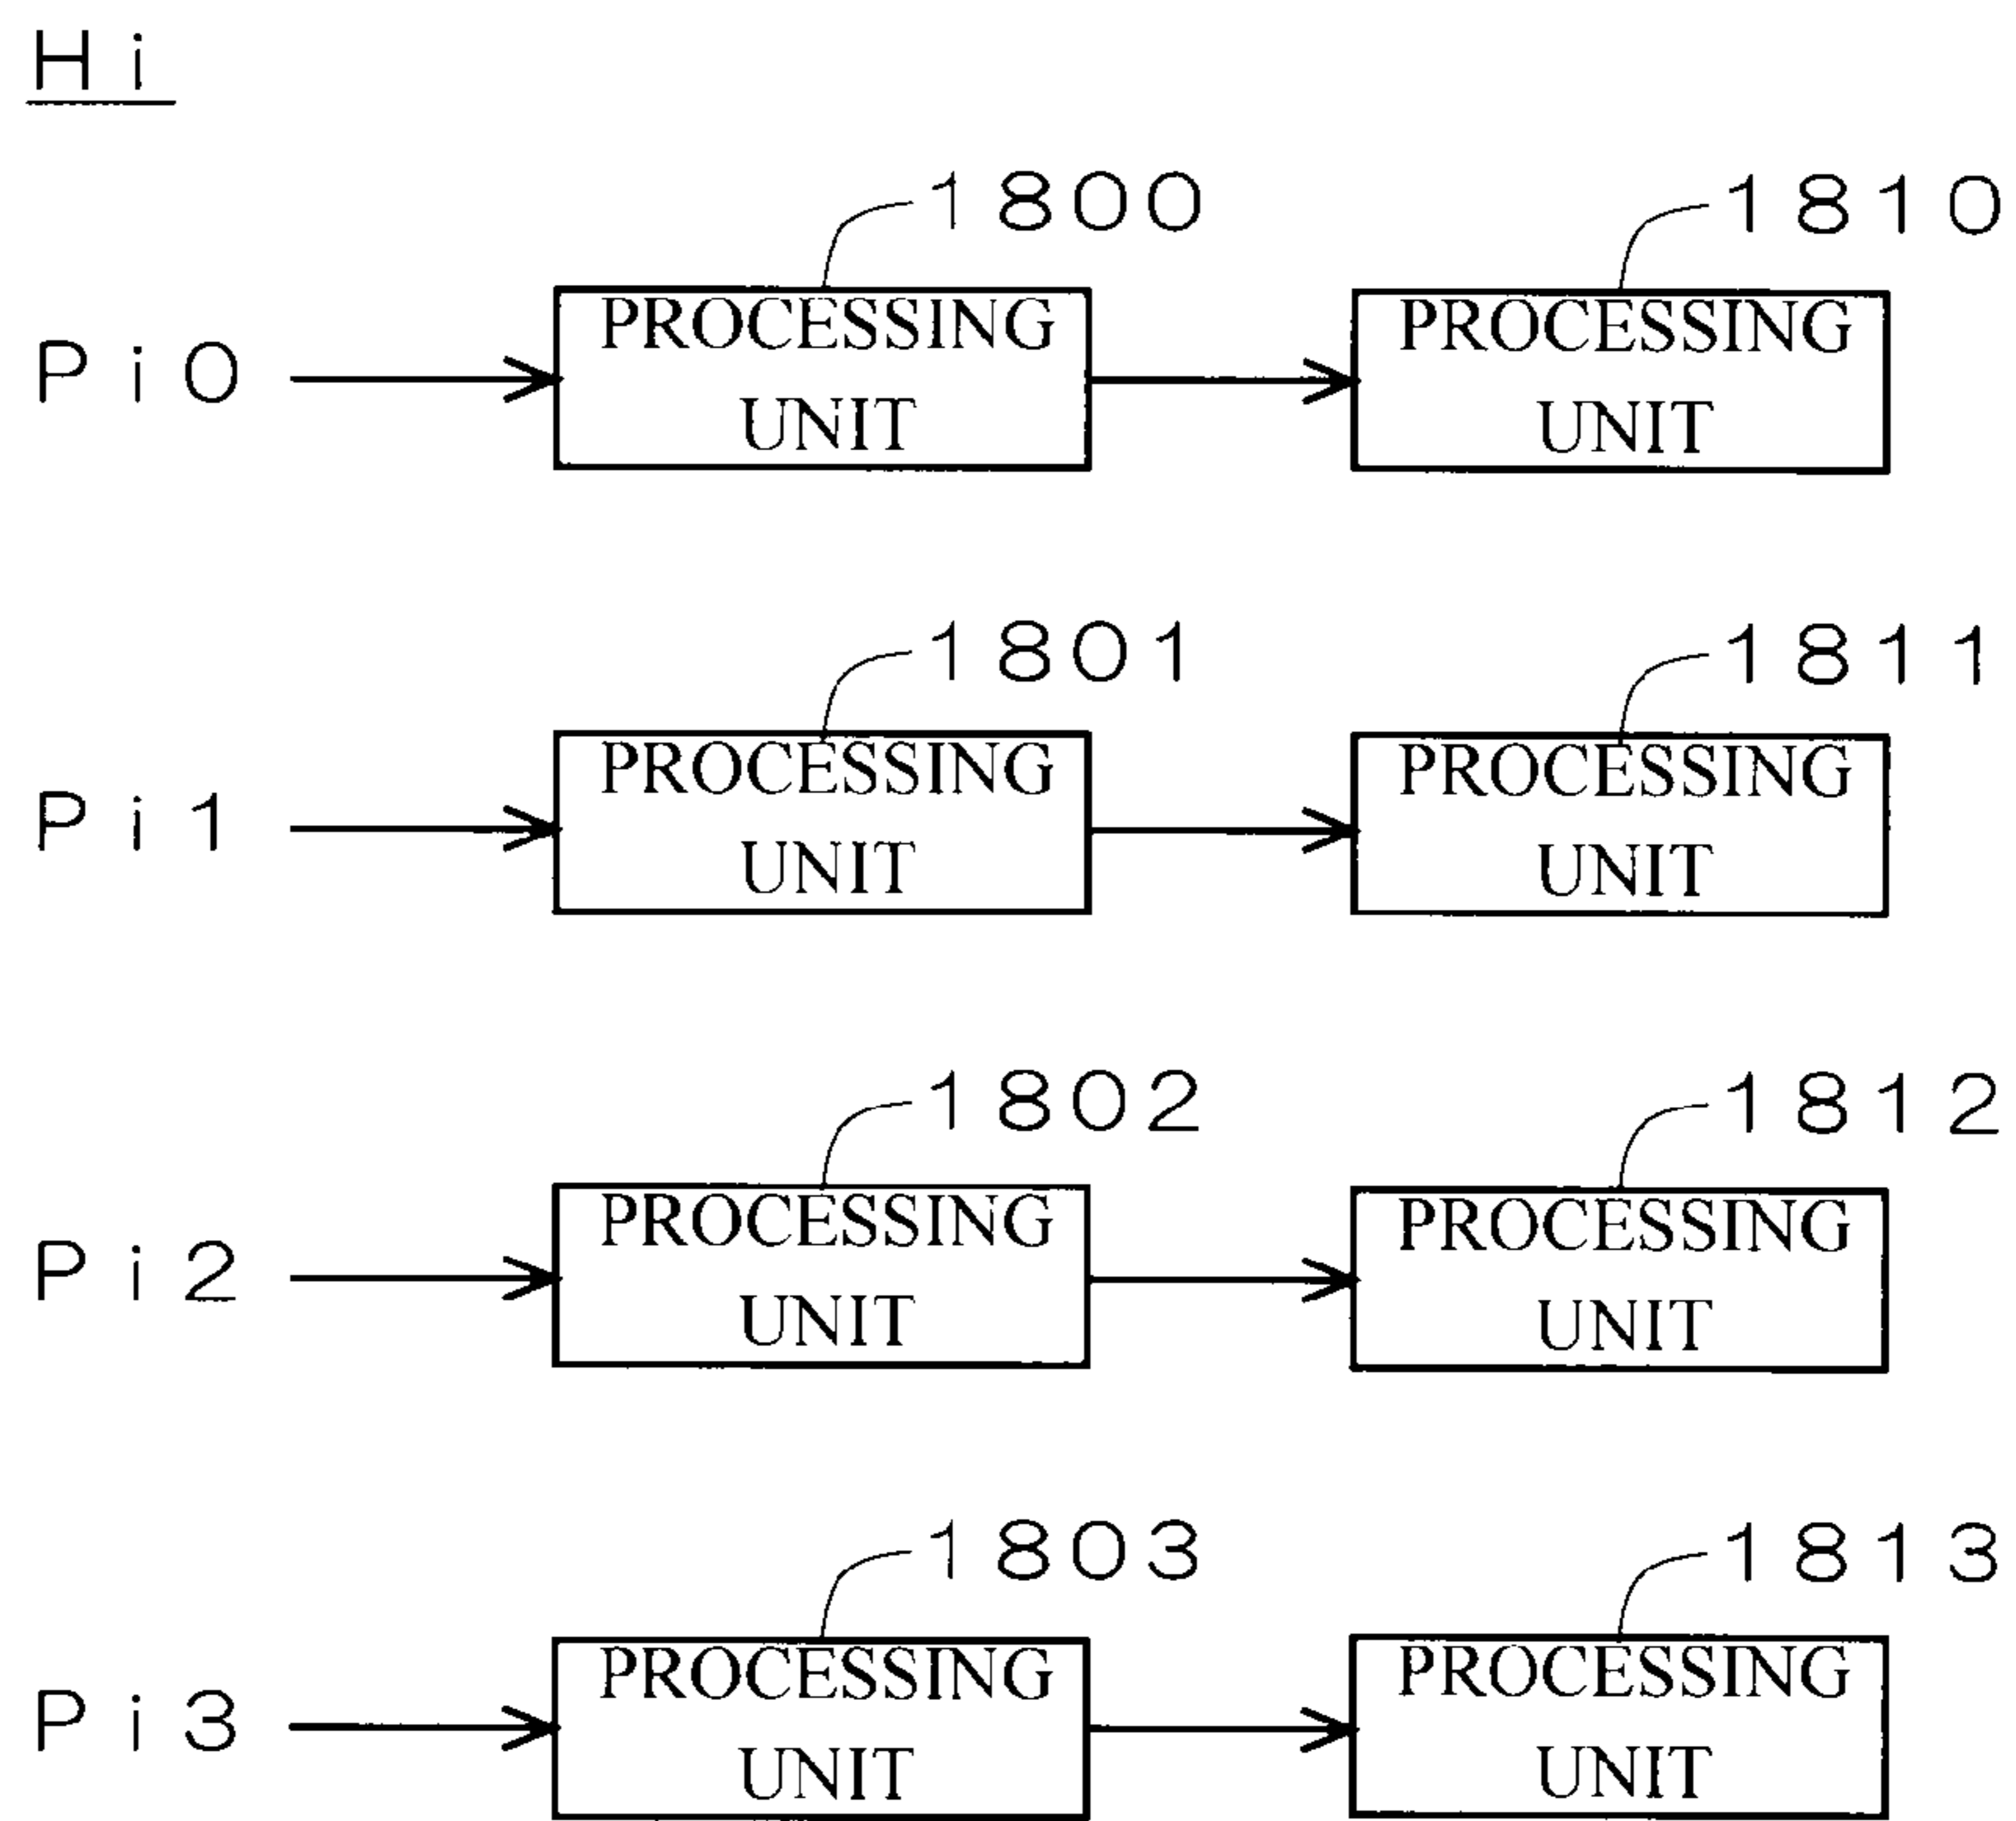 Hi
1800 1810
Pi0 PROCESSING UNIT PROCESSING UNIT
1801 1811
Pi1 PROCESSING UNIT PROCESSING UNIT
1802 1812
Pi2 PROCESSING UNIT PROCESSING UNIT
1803 1813
Pi3 PROCESSING UNIT PROCESSING UNIT